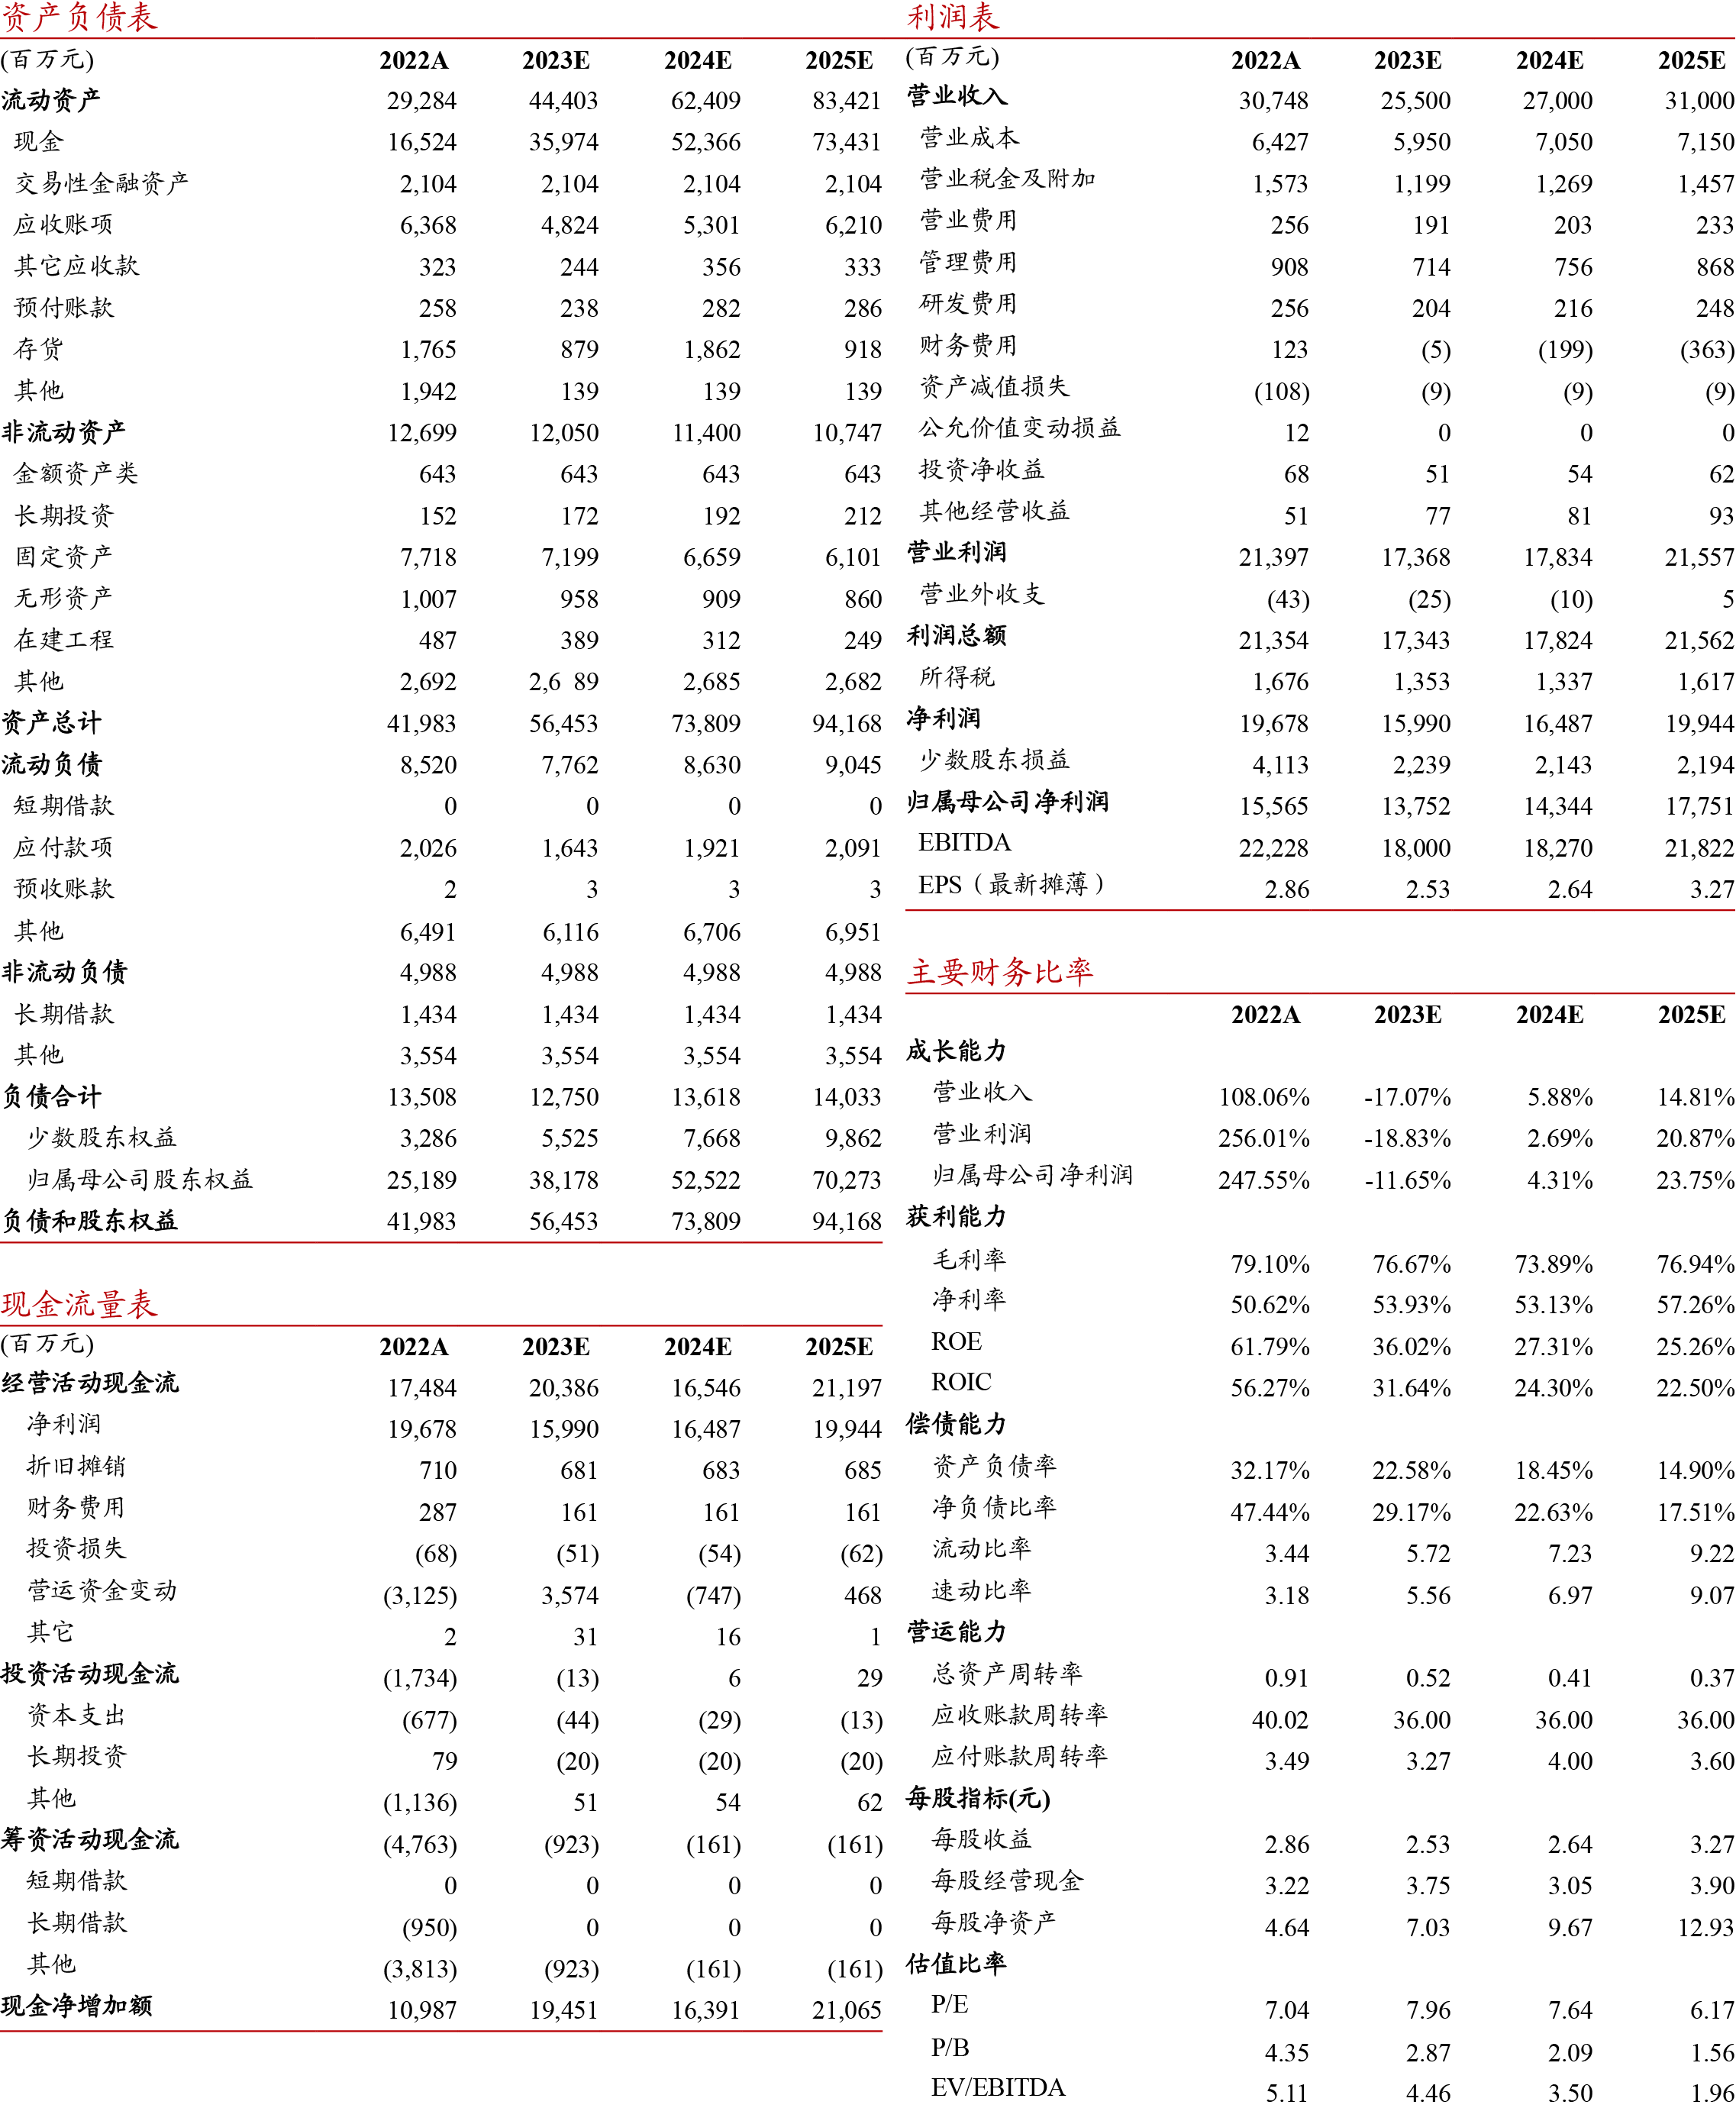 资产负债表
(百万元) 2022A 2023E 2024E 2025E
流动资产 29,284 44,403 62,409 83,421
现金 16,524 35,974 52,366 73,431
交易性金融资产 2,104 2,104 2,104 2,104
应收账项 6,368 4,824 5,301 6,210
其它应收款 323 244 356 333
预付账款 258 238 282 286
存货 1,765 879 1,862 918
其他 1,942 139 139 139
非流动资产 12,699 12,050 11,400 10,747
金额资产类 643 643 643 643
长期投资 152 172 192 212
固定资产 7,718 7,199 6,659 6,101
无形资产 1,007 958 909 860
在建工程 487 389 312 249
其他 2,692 2,6 89 2,685 2,682
资产总计 41,983 56,453 73,809 94,168
流动负债 8,520 7,762 8,630 9,045
短期借款 0 0 0 0
应付款项 2,026 1,643 1,921 2,091
预收账款 2 3 3 3
其他 6,491 6,116 6,706 6,951
非流动负债 4,988 4,988 4,988 4,988
长期借款 1,434 1,434 1,434 1,434
其他 3,554 3,554 3,554 3,554
负债合计 13,508 12,750 13,618 14,033
少数股东权益 3,286 5,525 7,668 9,862
归属母公司股东权益 25,189 38,178 52,522 70,273
负债和股东权益 41,983 56,453 73,809 94,168
现金流量表
(百万元) 2022A 2023E 2024E 2025E
经营活动现金流 17,484 20,386 16,546 21,197
净利润 19,678 15,990 16,487 19,944
折旧摊销 710 681 683 685
财务费用 287 161 161 161
投资损失 (68) (51) (54) (62)
营运资金变动 (3,125) 3,574 (747) 468
其它 2 31 16 1
投资活动现金流 (1,734) (13) 6 29
资本支出 (677) (44) (29) (13)
长期投资 79 (20) (20) (20)
其他 (1,136) 51 54 62
筹资活动现金流 (4,763) (923) (161) (161)
短期借款 0 0 0 0
长期借款 (950) 0 0 0
其他 (3,813) (923) (161) (161)
现金净增加额 10,987 19,451 16,391 21,065
利润表
(百万元) 2022A 2023E 2024E 2025E
营业收入 30,748 25,500 27,000 31,000
营业成本 6,427 5,950 7,050 7,150
营业税金及附加 1,573 1,199 1,269 1,457
营业费用 256 191 203 233
管理费用 908 714 756 868
研发费用 256 204 216 248
财务费用 123 (5) (199) (363)
资产减值损失 (108) (9) (9) (9)
公允价值变动损益 12 0 0 0
投资净收益 68 51 54 62
其他经营收益 51 77 81 93
营业利润 21,397 17,368 17,834 21,557
营业外收支 (43) (25) (10) 5
利润总额 21,354 17,343 17,824 21,562
所得税 1,676 1,353 1,337 1,617
净利润 19,678 15,990 16,487 19,944
少数股东损益 4,113 2,239 2,143 2,194
归属母公司净利润 15,565 13,752 14,344 17,751
EBITDA 22,228 18,000 18,270 21,822
EPS（最新摊薄） 2.86 2.53 2.64 3.27
主要财务比率
2022A 2023E 2024E 2025E
成长能力
营业收入 108.06% -17.07% 5.88% 14.81%
营业利润 256.01% -18.83% 2.69% 20.87%
归属母公司净利润 247.55% -11.65% 4.31% 23.75%
获利能力
毛利率 79.10% 76.67% 73.89% 76.94%
净利率 50.62% 53.93% 53.13% 57.26%
ROE 61.79% 36.02% 27.31% 25.26%
ROIC 56.27% 31.64% 24.30% 22.50%
偿债能力
资产负债率 32.17% 22.58% 18.45% 14.90%
净负债比率 47.44% 29.17% 22.63% 17.51%
流动比率 3.44 5.72 7.23 9.22
速动比率 3.18 5.56 6.97 9.07
营运能力
总资产周转率 0.91 0.52 0.41 0.37
应收账款周转率 40.02 36.00 36.00 36.00
应付账款周转率 3.49 3.27 4.00 3.60
每股指标(元)
每股收益 2.86 2.53 2.64 3.27
每股经营现金 3.22 3.75 3.05 3.90
每股净资产 4.64 7.03 9.67 12.93
估值比率
P/E 7.04 7.96 7.64 6.17
P/B 4.35 2.87 2.09 1.56
EV/EBITDA 5.11 4.46 3.50 1.96